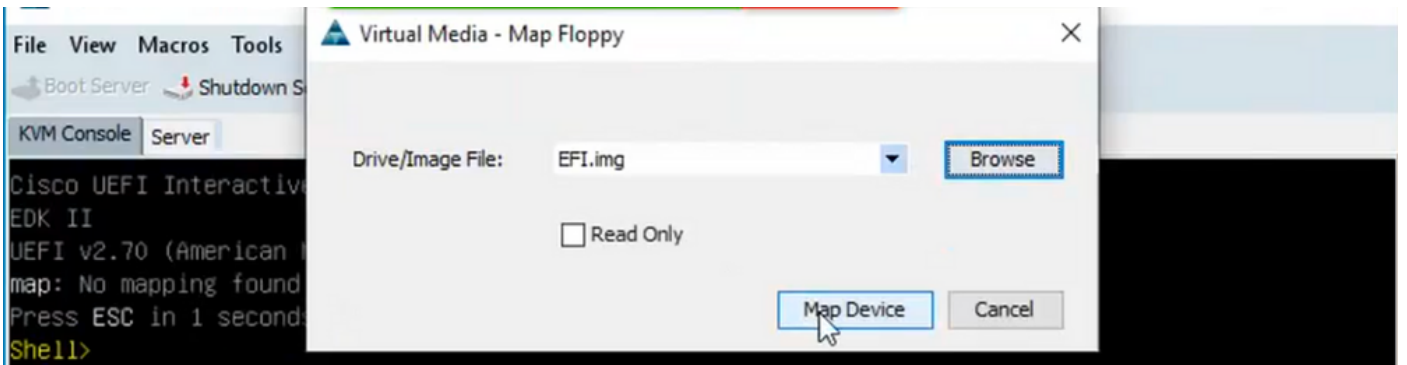 Virtual Media - Map Floppy
File View Macros Tools
Boot Server Shutdown S
KVM Console Server
Drive/Image File: EFI.img Browse
Read Only
Map Device Cancel
Cisco UEFI Interactive
EDK II
UEFI v2.70 (American
map: No mapping found
Press ESC in 1 second
Shell>